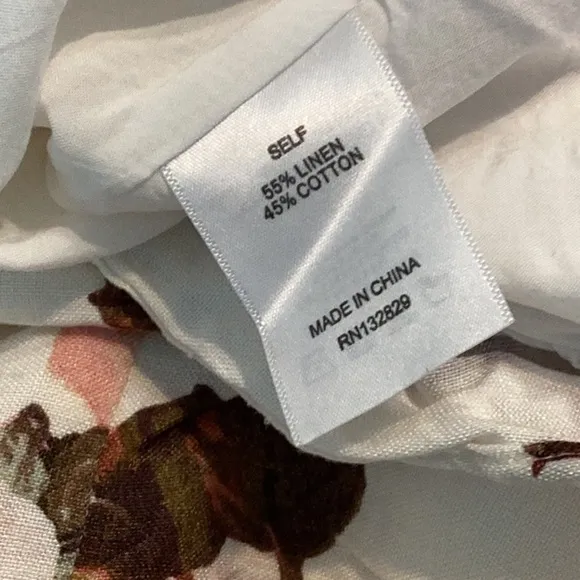 SELF
55% LINEN
45% COTTON
MADE IN CHINA
RN132829